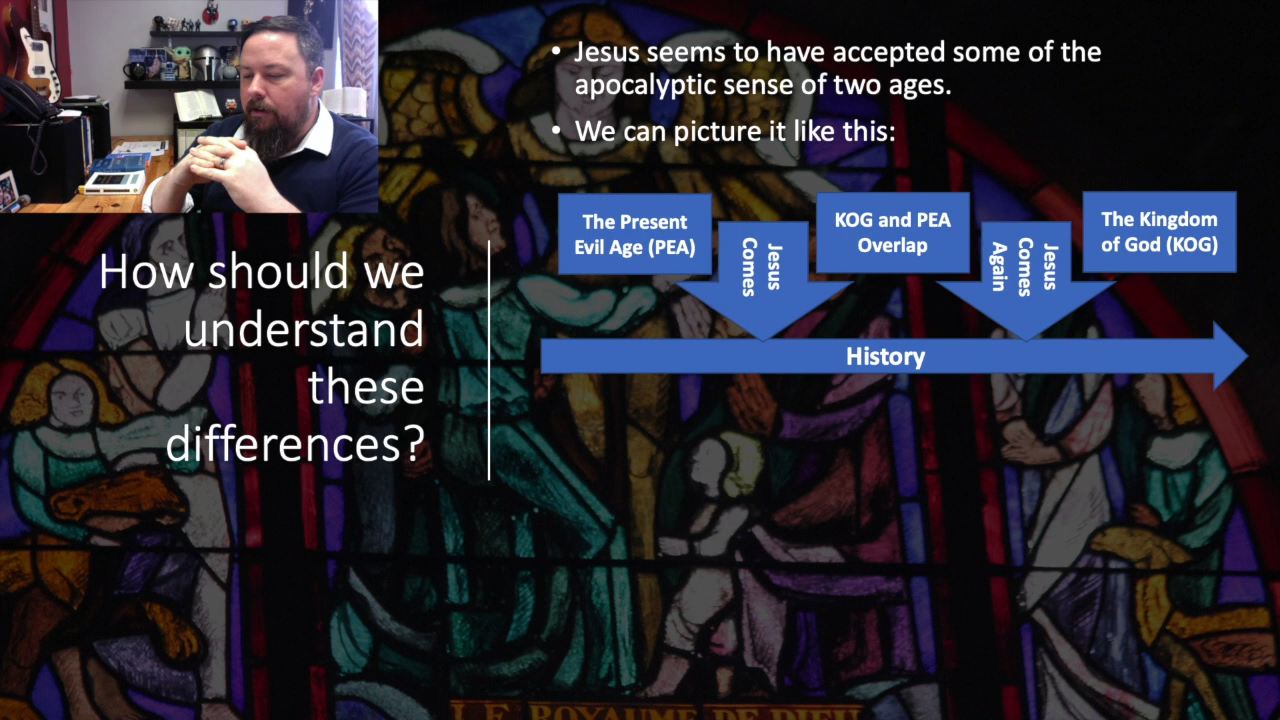 How should we
understand
these
differences?
• Jesus seems to have accepted some of the
apocalyptic sense of two ages.
• We can picture it like this:
The Present
Evil Age (PEA)
Jesus
Comes
KOG and PEA
Overlap
Jesus
Comes
Again
The Kingdom
of God (KOG)
History
LE ROYAUME DE DIEU